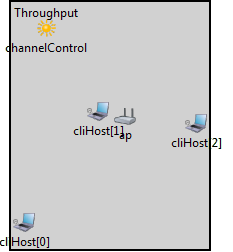 Throughput
channelControl
cliHost[1]
ap
cliHost[2]
cliHost[0]